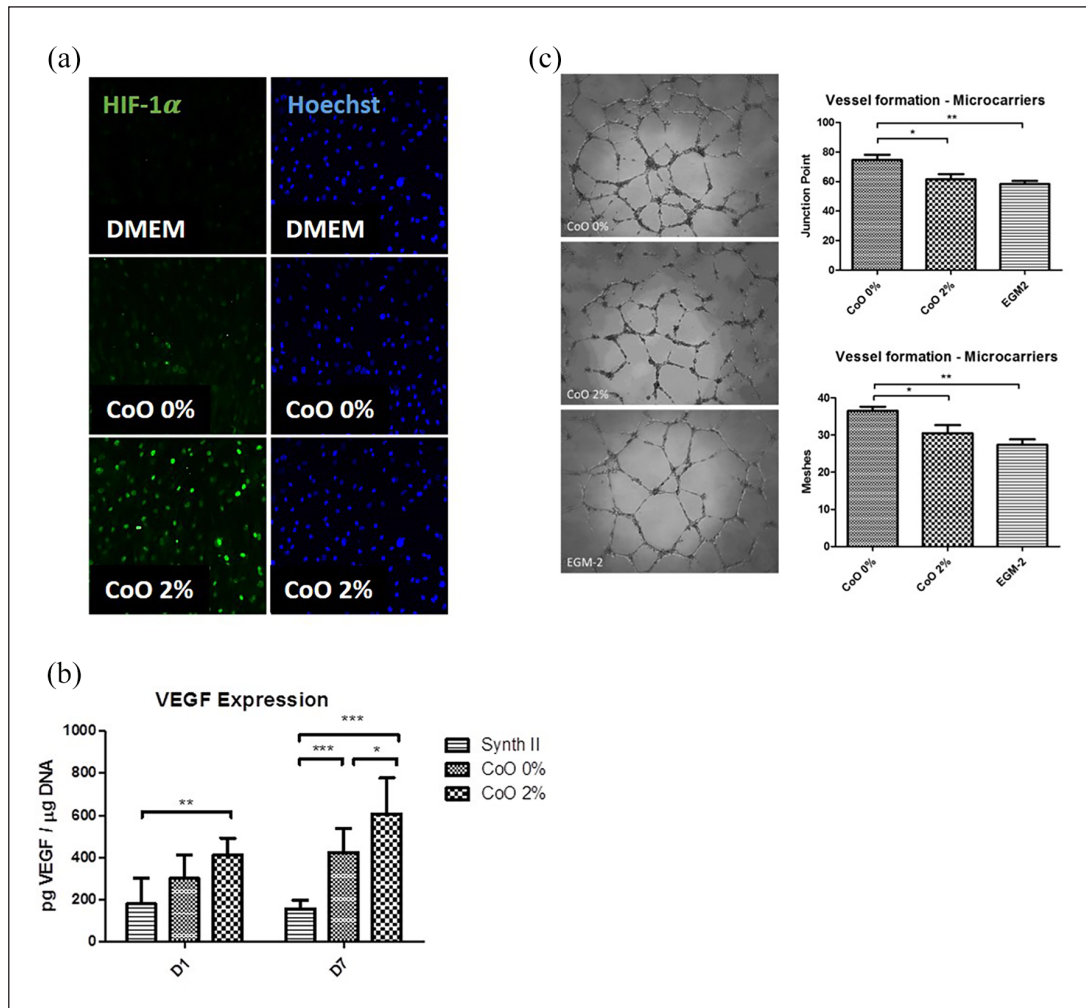 (a)
HIF-1α
Hoechst
DMEM
DMEM
CoO 0%
CoO 0%
CoO 2%
CoO 2%
(b)
VEGF Expression
1000
800
600
400
200
0
pg VEGF / μg DNA
**
***
***
*
D1
D7
Synth II
CoO 0%
CoO 2%
(c)
CoO 0%
CoO 2%
EGM-2
Vessel formation - Microcarriers
100
80
60
40
20
0
Junction Point
**
*
CoO 0%
CoO 2%
EGM2
Vessel formation - Microcarriers
40
30
20
10
0
Meshes
**
*
CoO 0%
CoO 2%
EGM-2